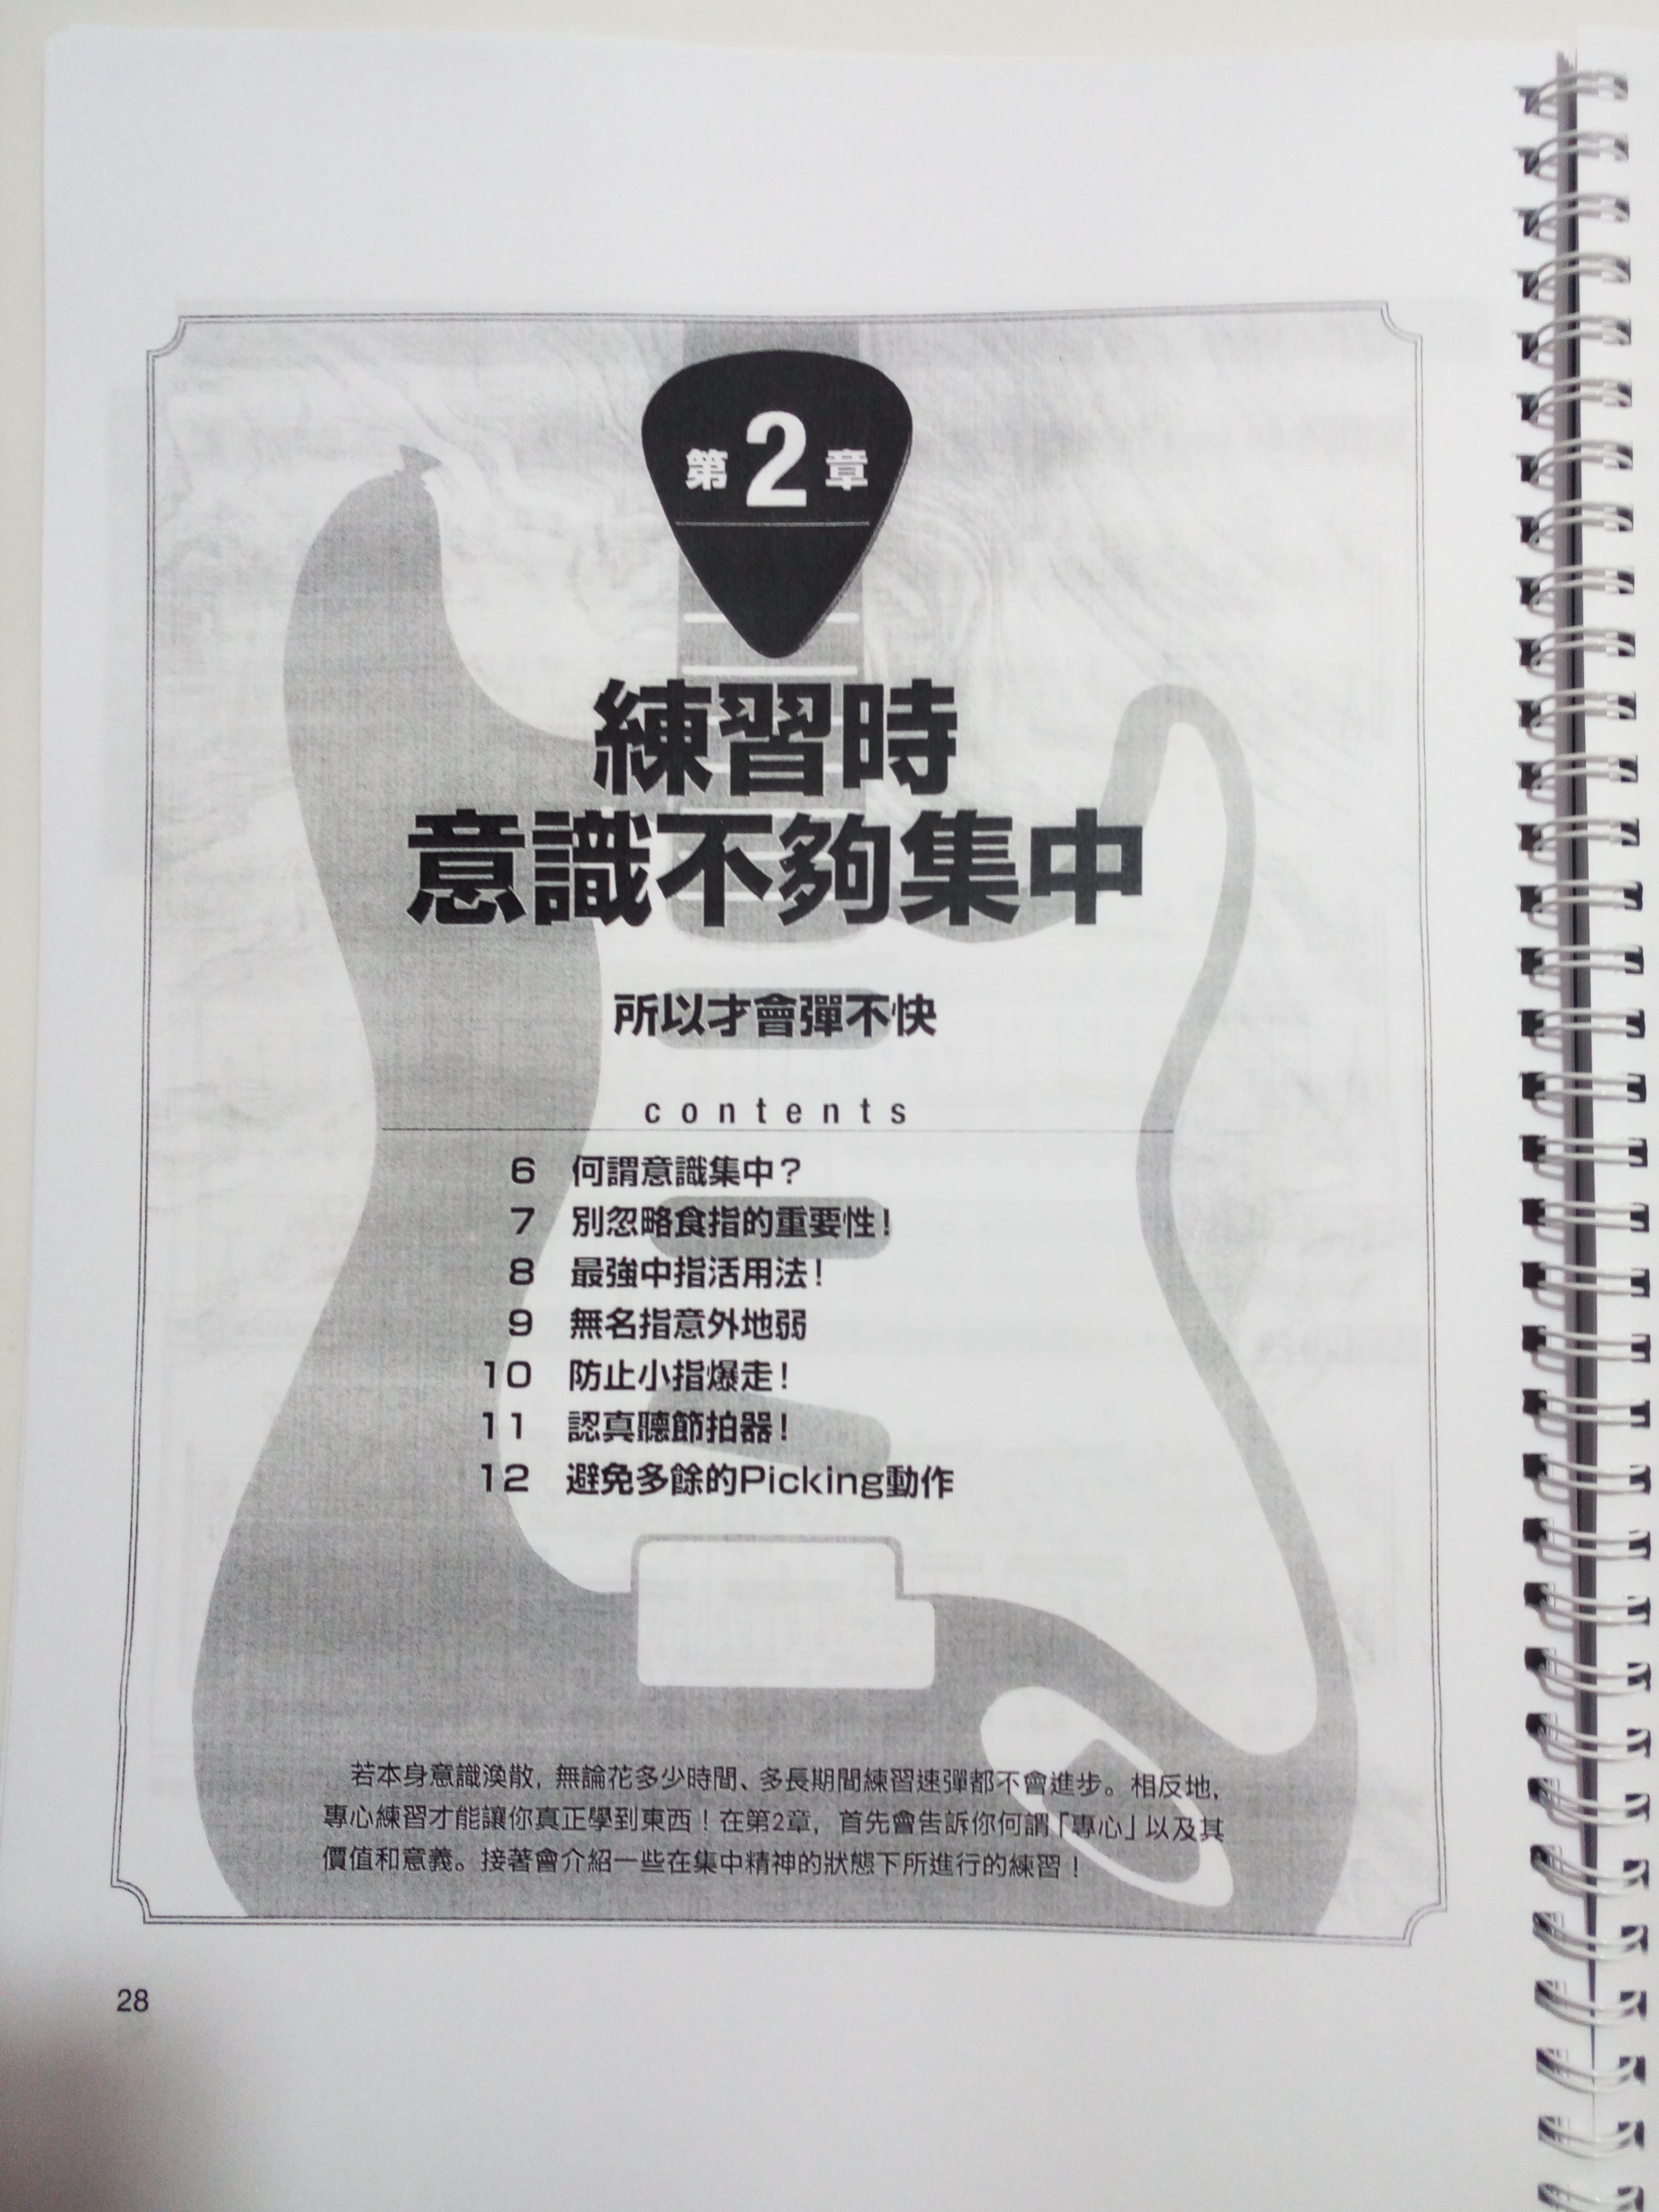 第2章
練習時
意識不夠集中
所以才會彈不快
contents
6 何謂意識集中？
7 別忽略食指的重要性！
8 最強中指活用法！
9 無名指意外地弱
10 防止小指爆走！
11 認真聽節拍器！
12 避免多餘的Picking動作
若本身意識渙散，無論花多少時間、多長期間練習速彈都不會進步。相反地，
專心練習才能讓你真正學到東西！在第2章，首先會告訴你何謂「專心」以及其
價值和意義。接著會介紹一些在集中精神的狀態下所進行的練習！
28